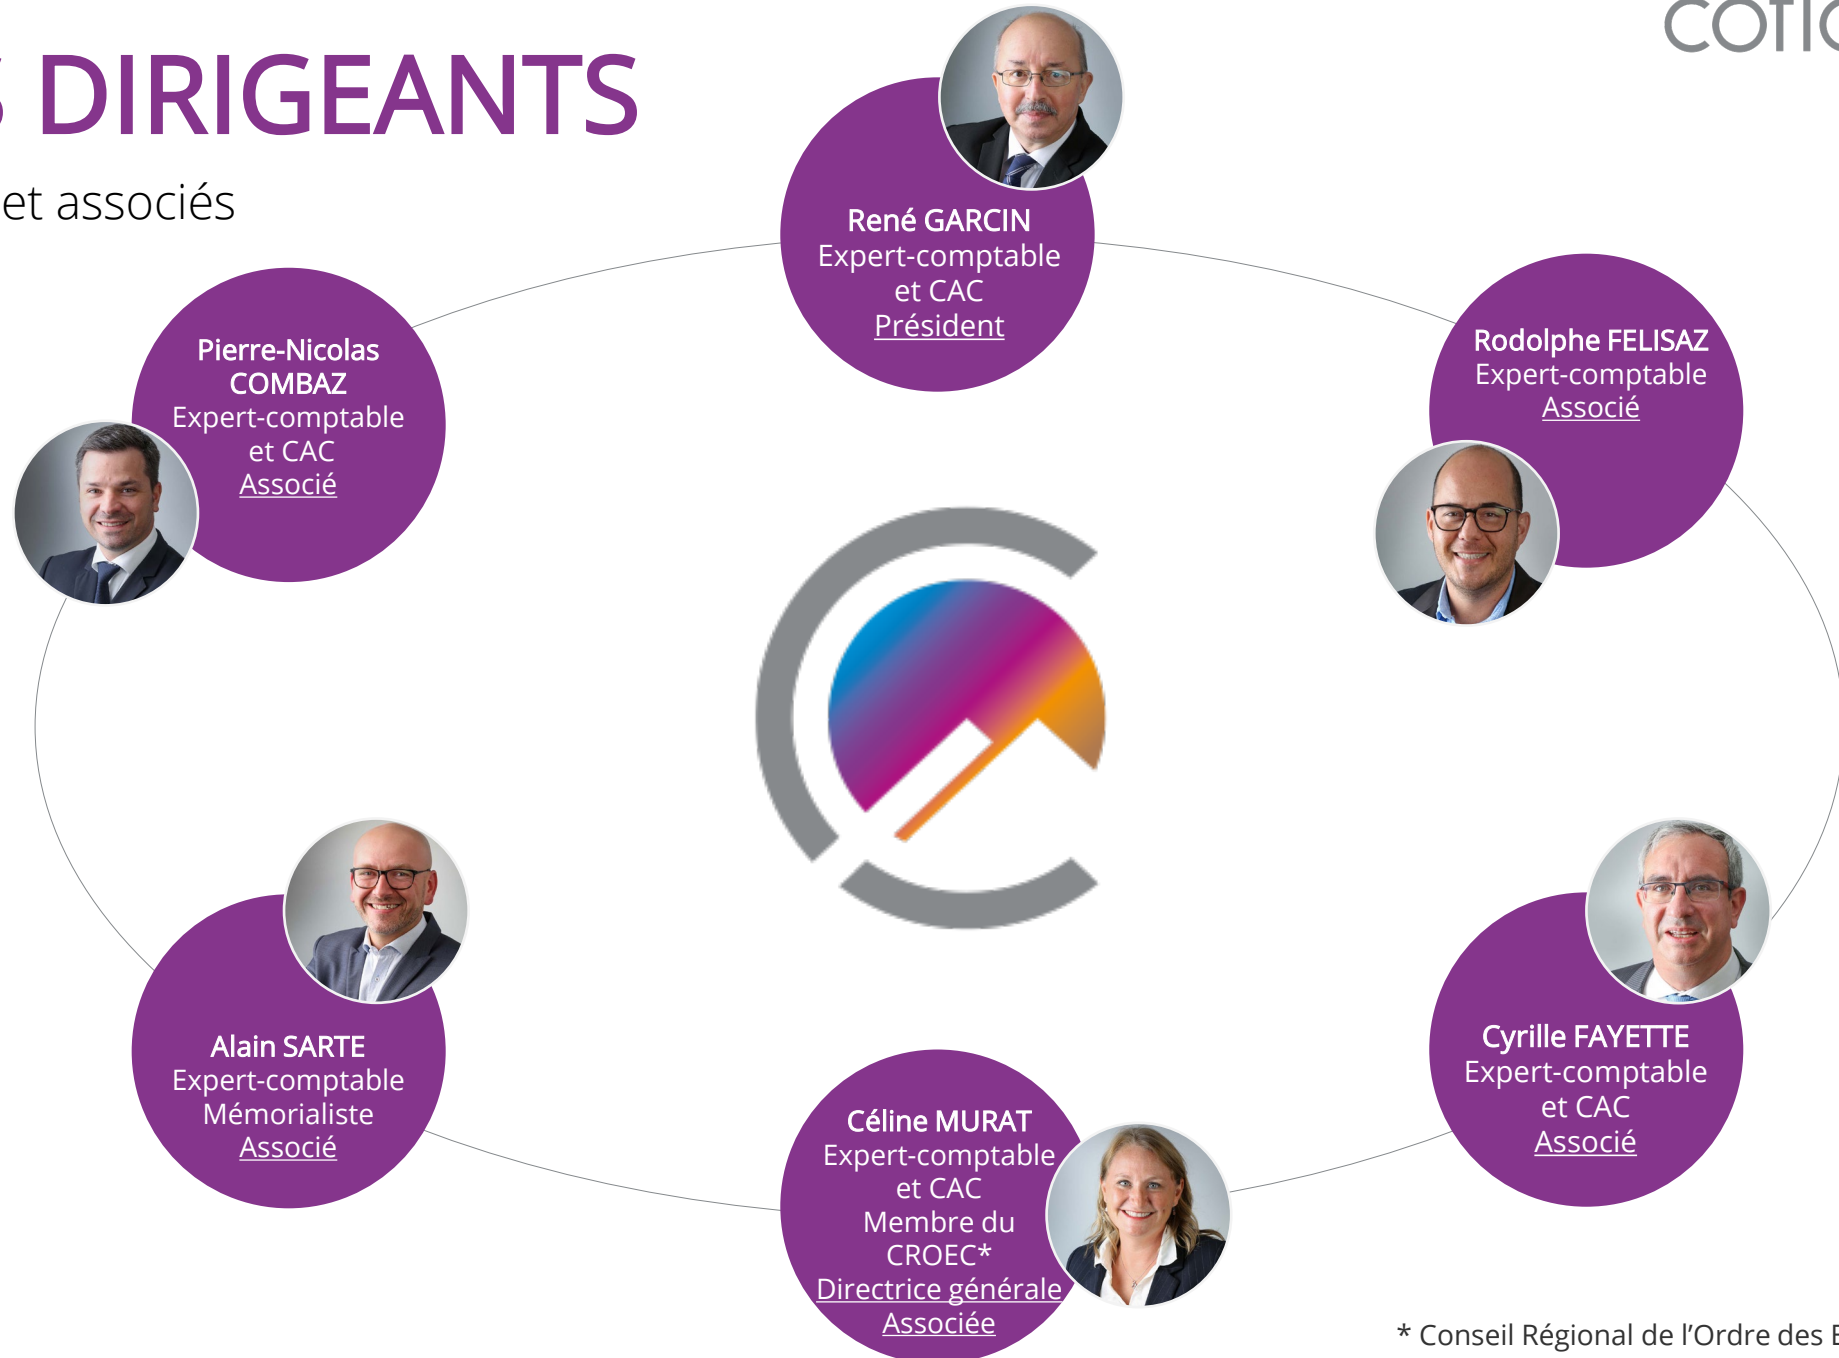 DIRIGEANTS
et associés
René GARCIN
Expert-comptable
et CAC
Président
Pierre-Nicolas
COMBAZ
Expert-comptable
et CAC
Associé
Rodolphe FELISAZ
Expert-comptable
Associé
Alain SARTE
Expert-comptable
Mémorialiste
Associé
Céline MURAT
Expert-comptable
et CAC
Membre du
CROEC*
Directrice générale
Associée
Cyrille FAYETTE
Expert-comptable
et CAC
Associé
* Conseil Régional de l'Ordre des